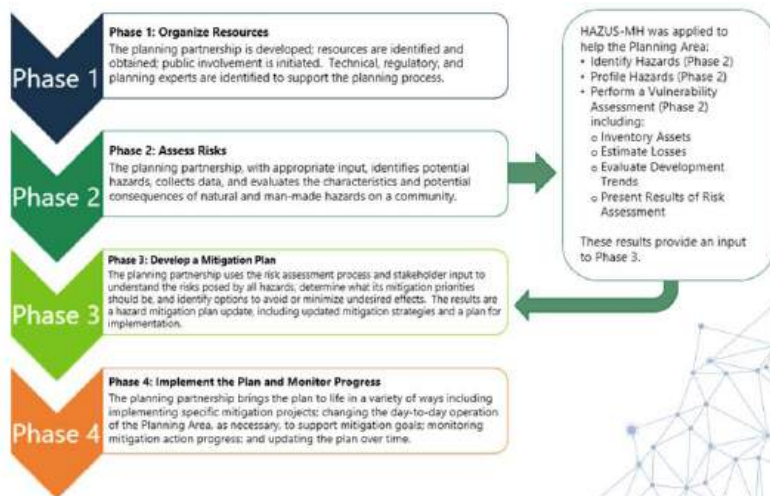 Phase 1
Phase 1: Organize Resources
The planning partnership is developed; resources are identified and
obtained; public involvement is initiated. Technical, regulatory, and
planning experts are identified to support the planning process.
Phase 2
Phase 2: Assess Risks
The planning partnership, with appropriate input, identifies potential
hazards, collects data, and evaluates the characteristics and potential
consequences of natural and man-made hazards on a community.
Phase 3
Phase 3: Develop a Mitigation Plan
The planning partnership uses the risk assessment process and stakeholder input to
understand the risks posed by all hazards, determine what its mitigation priorities
should be, and identify options to avoid or minimize undesired effects. The results are
a hazard mitigation plan update, including updated mitigation strategies and a plan for
implementation.
Phase 4
Phase 4: Implement the Plan and Monitor Progress
The planning partnership brings the plan to life in a variety of ways including
implementing specific mitigation projects; changing the day-to-day operation
of the Planning Area, as necessary, to support mitigation goals; monitoring
mitigation action progress; and updating the plan over time.
HAZUS-MH was applied to
help the Planning Area:
• Identify Hazards (Phase 2)
• Profile Hazards (Phase 2)
• Perform a Vulnerability
Assessment (Phase 2)
including:
o Inventory Assets
o Estimate Losses
o Evaluate Development
Trends
o Present Results of Risk
Assessment
These results provide an input
to Phase 3.